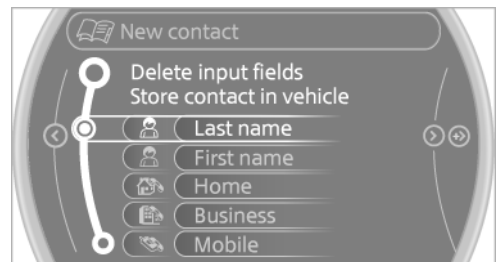 New contact
Delete input fields
Store contact in vehicle
Last name
First name
Home
Business
Mobile